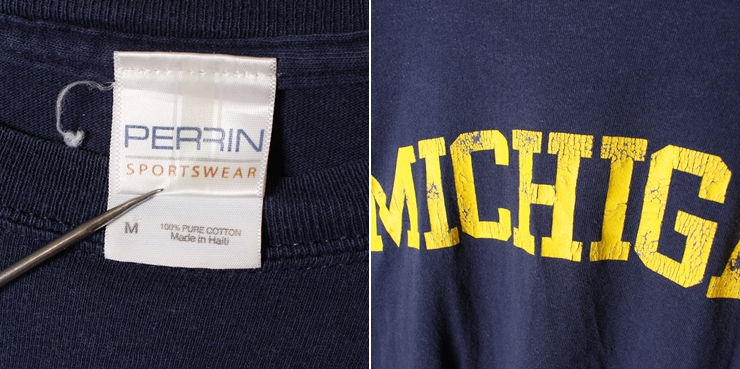 PERRIN
SPORTSWEAR
M
100% PURE COTTON
Made in Haiti
MICHIGA